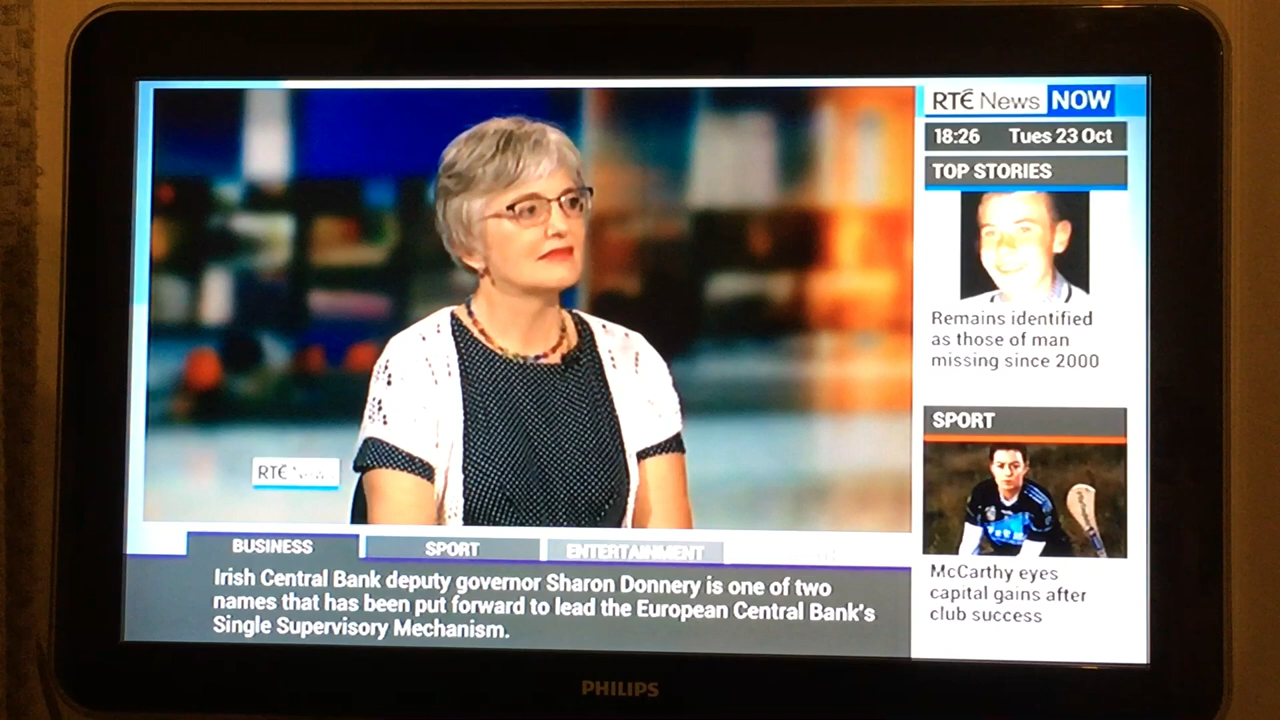 RTÉ News NOW
18:26 Tues 23 Oct
TOP STORIES
Remains identified
as those of man
missing since 2000
SPORT
McCarthy eyes
capital gains after
club success
RTÉ News
BUSINESS SPORT ENTERTAINMENT
Irish Central Bank deputy governor Sharon Donnery is one of two
names that has been put forward to lead the European Central Bank's
Single Supervisory Mechanism.
PHILIPS